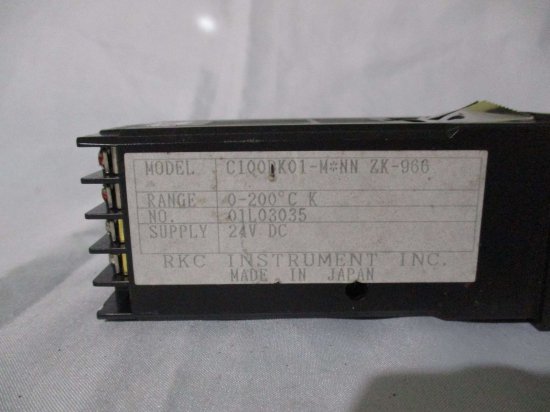 MODEL C100DK01-M*NN ZK-966
RANGE 0-200°C K
NO. 01L03035
SUPPLY 24V DC
RKC INSTRUMENT INC.
MADE IN JAPAN